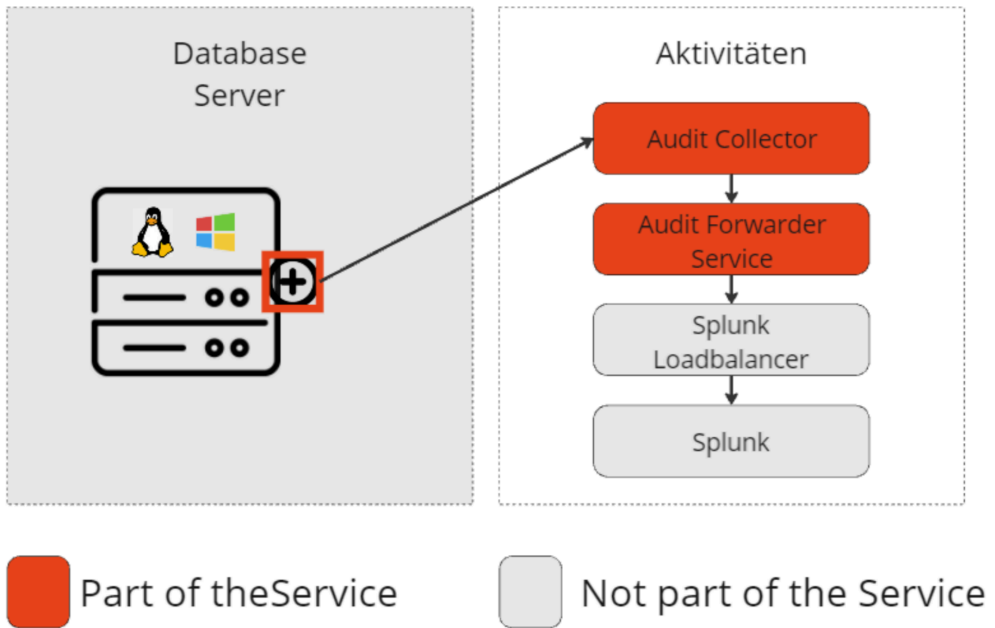 Database
Server
Aktivitäten
Audit Collector
Audit Forwarder
Service
Splunk
Loadbalancer
Splunk
Part of theService
Not part of the Service